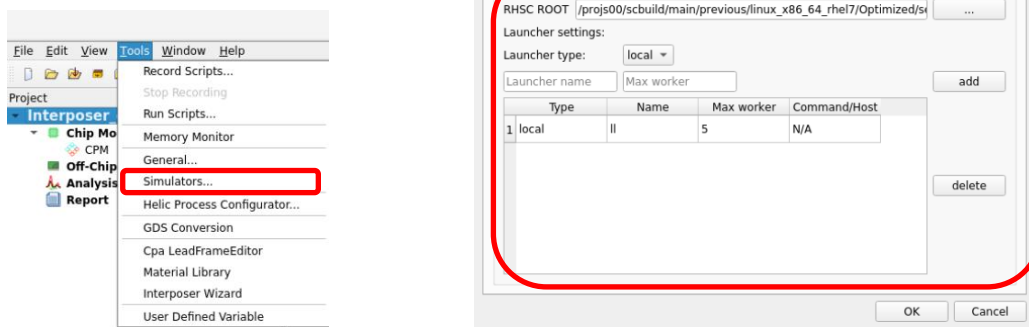 File Edit View Tools Window Help
Project
Interposer
Chip Mo
CPM
Off-Chip
Analysis
Report
Record Scripts...
Stop Recording
Run Scripts...
Memory Monitor
General...
Simulators...
Helic Process Configurator...
GDS Conversion
Cpa LeadFrameEditor
Material Library
Interposer Wizard
User Defined Variable
RHSC ROOT /projs00/scbuild/main/previous/linux_x86_64_rhel7/Optimized/se ...
Launcher settings:
Launcher type: local
Launcher name Max worker add
Type Name Max worker Command/Host
1 local ll 5 N/A
delete
OK Cancel